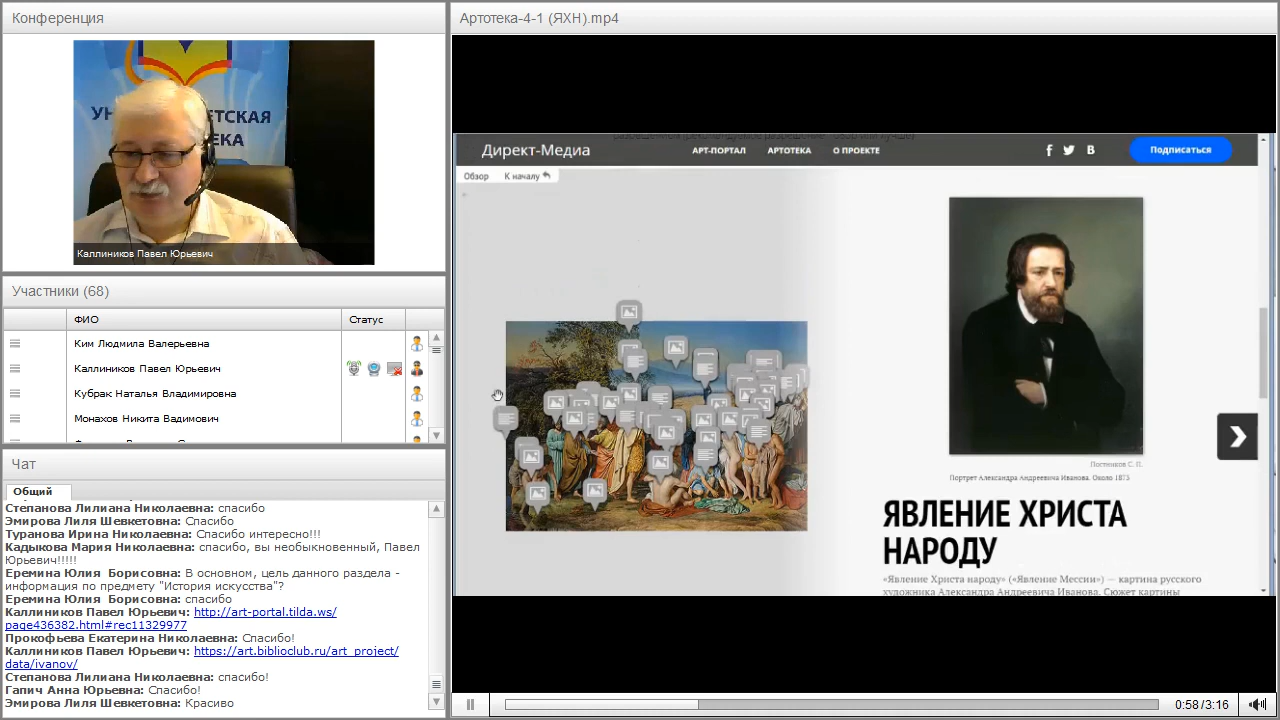 Конференция
УН
ЕТСКАЯ
ЕКА
Каллиников Павел Юрьевич
Участники (68)
ФИО
Статус
Ким Людмила Валерьевна
Каллиников Павел Юрьевич
Кубрак Наталья Владимировна
Монахов Никита Вадимович
Чат
Общий
Степанова Лилиана Николаевна: спасибо
Эмирова Лиля Шевкетовна: Спасибо
Туранова Ирина Николаевна: Спасибо интересно!!!
Кадыкова Мария Николаевна: спасибо, вы необыкновенный, Павел
Юрьевич!!!!!
Еремина Юлия Борисовна: В основном, цель данного раздела -
информация по предмету "История искусства"?
Еремина Юлия Борисовна: спасибо
Каллиников Павел Юрьевич: http://art-portal.tilda.ws/
page436382.html#rec11329977
Прокофьева Екатерина Николаевна: Спасибо!
Каллиников Павел Юрьевич: https://art.biblioclub.ru/art_project/
data/ivanov/
Степанова Лилиана Николаевна: спасибо!
Гапич Анна Юрьевна: Спасибо!
Эмирова Лиля Шевкетовна: Красиво
Артотека-4-1 (ЯХН).mp4
Директ-Медиа
АРТ-ПОРТАЛ
АРТОТЕКА
О ПРОЕКТЕ
f
В
Подписаться
Обзор
К началу
Постников С. П.
Портрет Александра Андреевича Иванова. Около 1873
ЯВЛЕНИЕ ХРИСТА
НАРОДУ
«Явление Христа народу» («Явление Мессии») — картина русского
художника Александра Андреевича Иванова. Сюжет картины
0:58 / 3:16